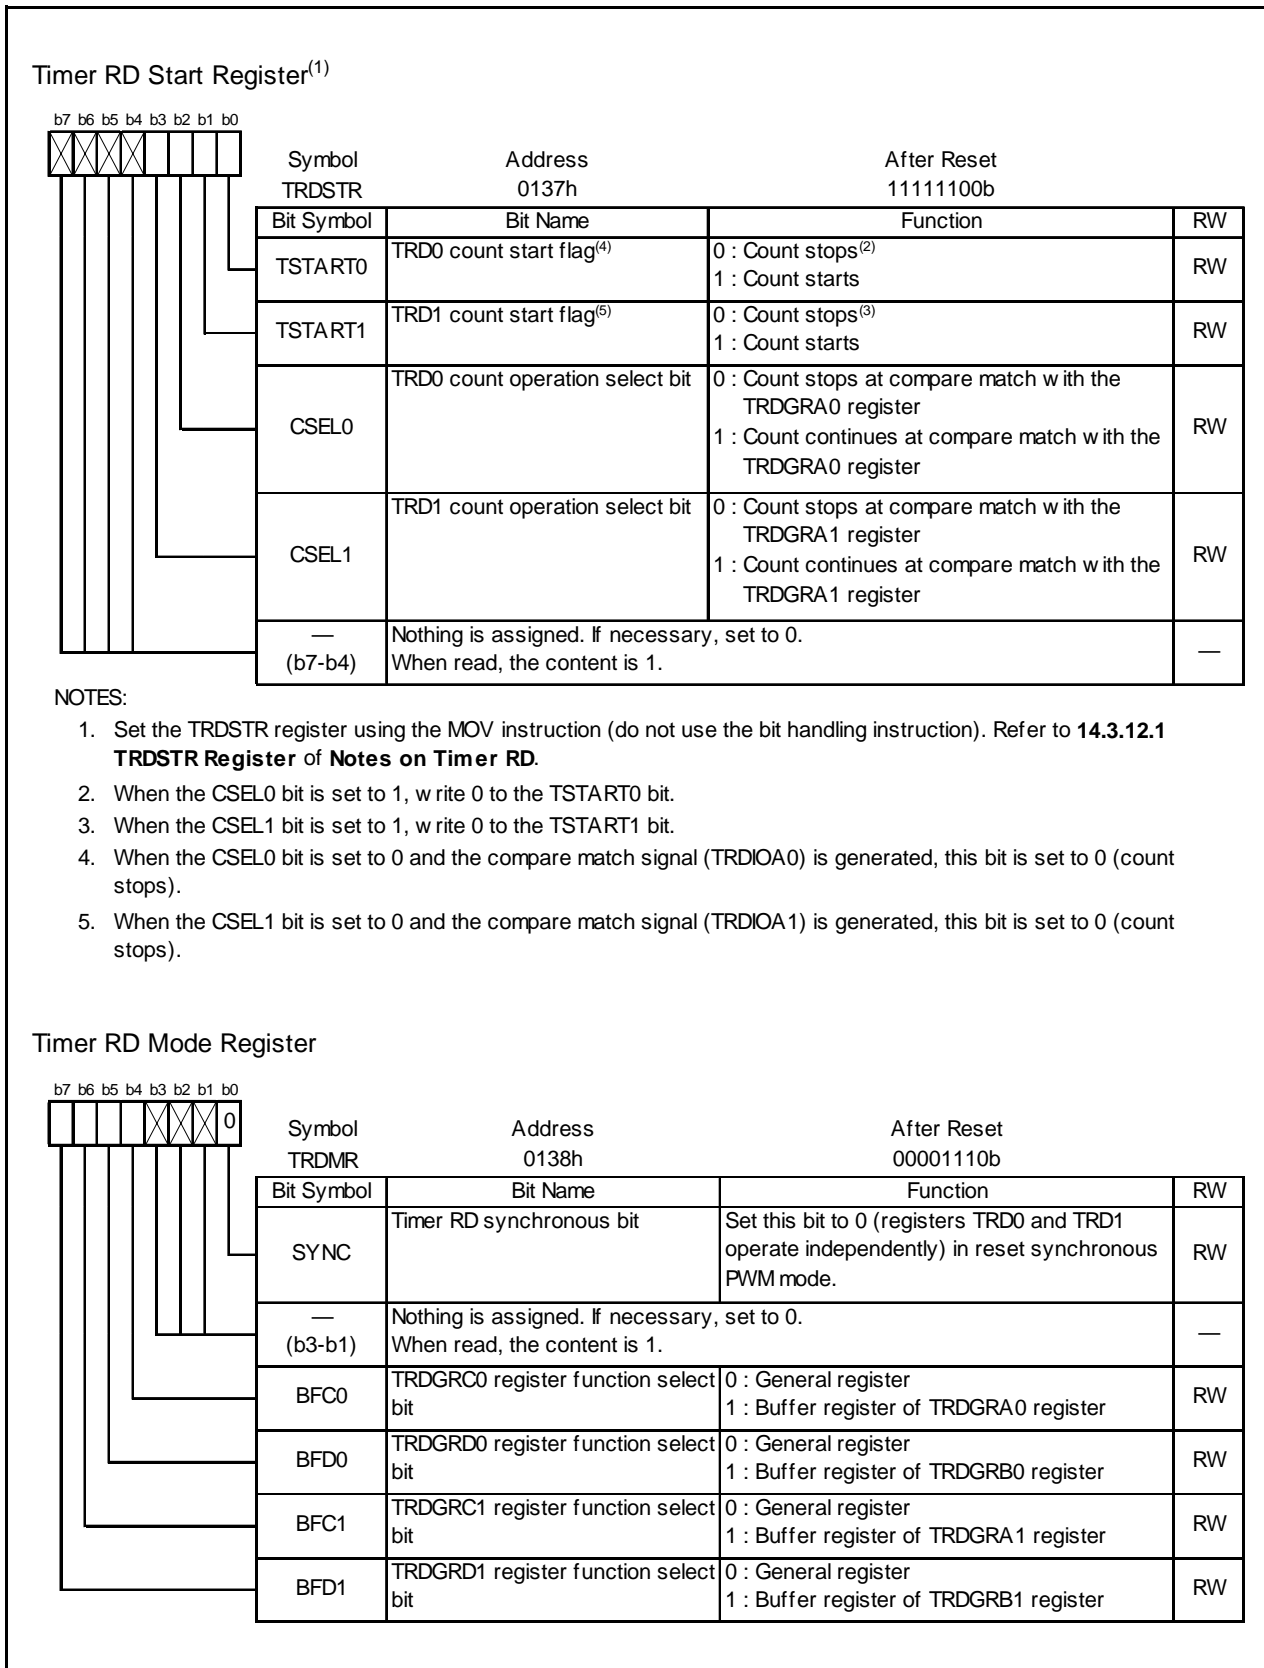 Timer RD Start Register(1)
b7 b6 b5 b4 b3 b2 b1 b0
Symbol Address After Reset
TRDSTR 0137h 11111100b
Bit Symbol Bit Name Function RW
TSTART0 TRD0 count start flag(4) 0 : Count stops(2) RW
1 : Count starts
TSTART1 TRD1 count start flag(5) 0 : Count stops(3) RW
1 : Count starts
CSEL0 TRD0 count operation select bit 0 : Count stops at compare match with the RW
TRDGRA0 register
1 : Count continues at compare match with the
TRDGRA0 register
CSEL1 TRD1 count operation select bit 0 : Count stops at compare match with the RW
TRDGRA1 register
1 : Count continues at compare match with the
TRDGRA1 register
— Nothing is assigned. If necessary, set to 0. —
(b7-b4) When read, the content is 1.
NOTES:
1. Set the TRDSTR register using the MOV instruction (do not use the bit handling instruction). Refer to 14.3.12.1
TRDSTR Register of Notes on Timer RD.
2. When the CSEL0 bit is set to 1, write 0 to the TSTART0 bit.
3. When the CSEL1 bit is set to 1, write 0 to the TSTART1 bit.
4. When the CSEL0 bit is set to 0 and the compare match signal (TRDIOA0) is generated, this bit is set to 0 (count
stops).
5. When the CSEL1 bit is set to 0 and the compare match signal (TRDIOA1) is generated, this bit is set to 0 (count
stops).
Timer RD Mode Register
b7 b6 b5 b4 b3 b2 b1 b0
0
Symbol Address After Reset
TRDMR 0138h 00001110b
Bit Symbol Bit Name Function RW
SYNC Timer RD synchronous bit Set this bit to 0 (registers TRD0 and TRD1 RW
operate independently) in reset synchronous
PWM mode.
— Nothing is assigned. If necessary, set to 0. —
(b3-b1) When read, the content is 1.
BFC0 TRDGRC0 register function select 0 : General register RW
bit 1 : Buffer register of TRDGRA0 register
BFD0 TRDGRD0 register function select 0 : General register RW
bit 1 : Buffer register of TRDGRB0 register
BFC1 TRDGRC1 register function select 0 : General register RW
bit 1 : Buffer register of TRDGRA1 register
BFD1 TRDGRD1 register function select 0 : General register RW
bit 1 : Buffer register of TRDGRB1 register